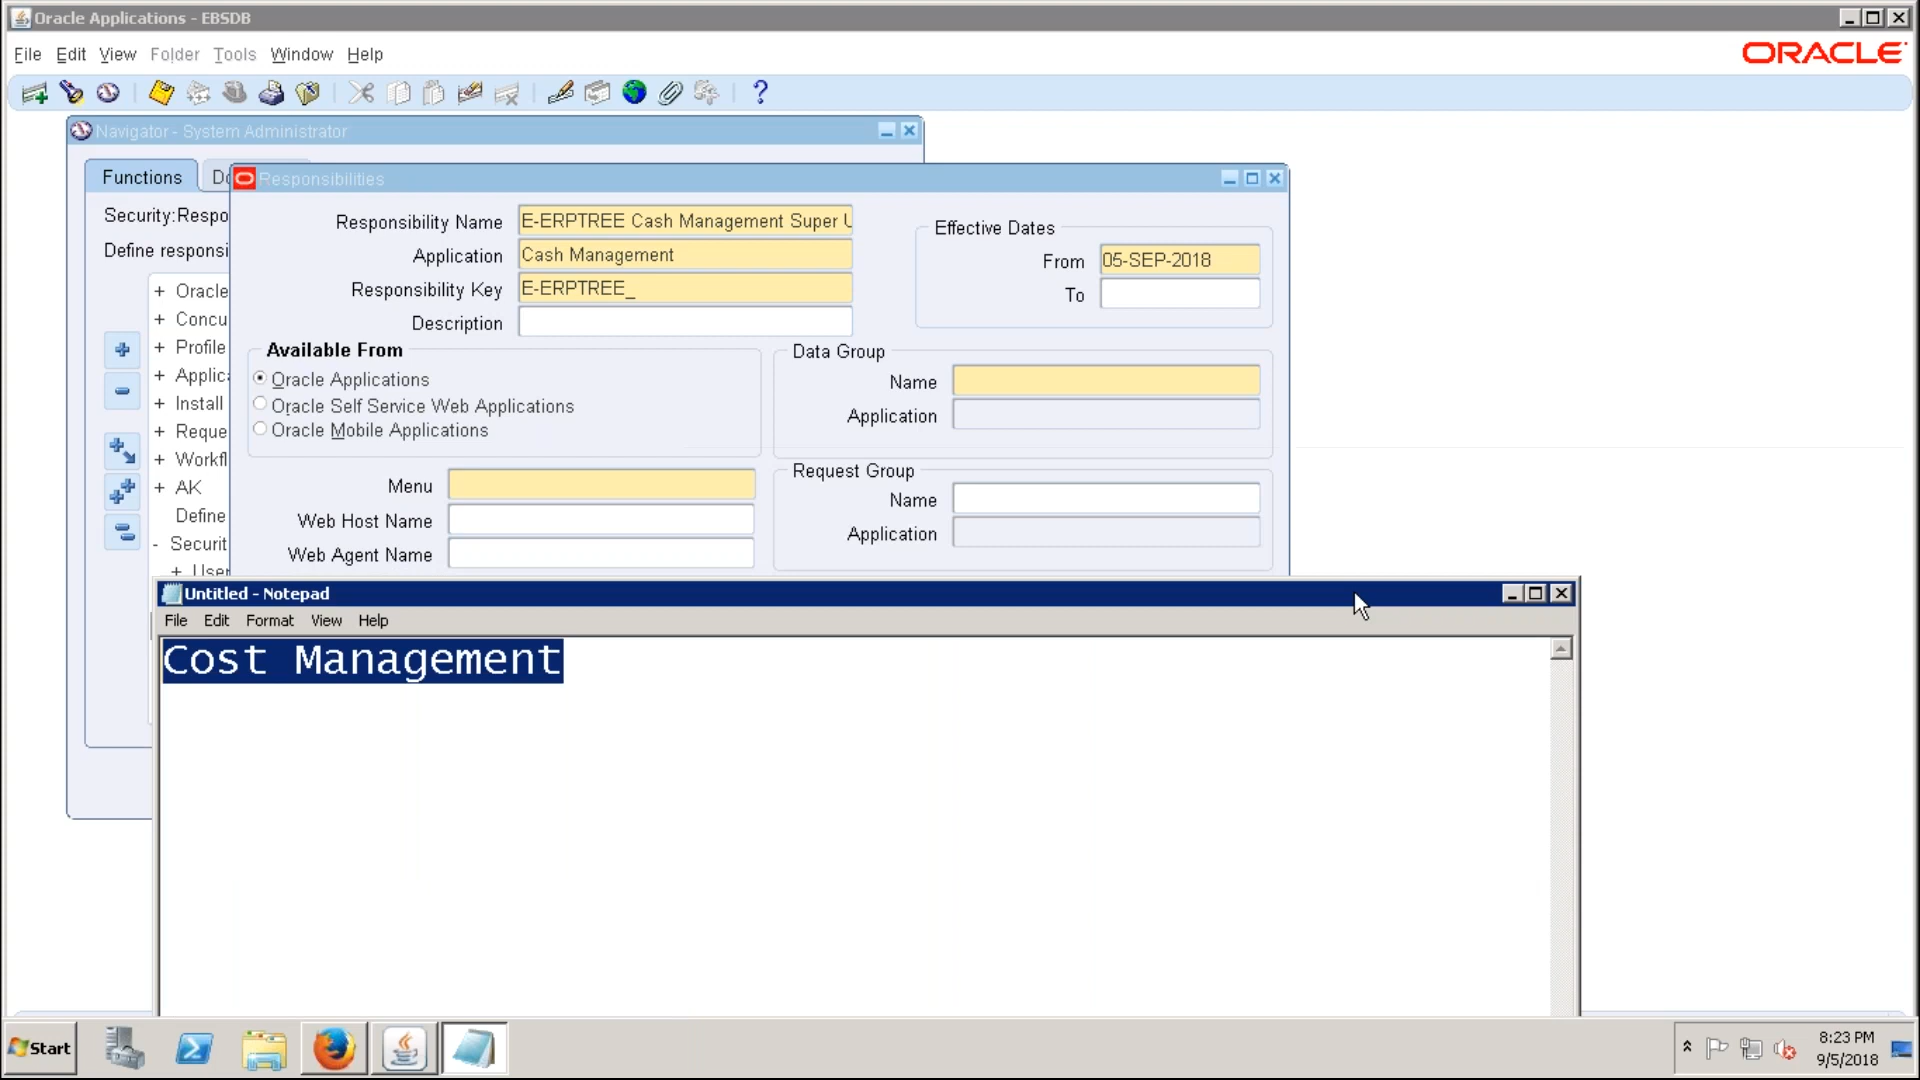 Oracle Applications - EBSDB
File Edit View Folder Tools Window Help
ORACLE
Navigator - System Administrator
Functions
Responsibilities
Security:Respo
Define responsi
+ Oracle
+ Concu
+ Profile
+ Applic
+ Install
+ Reque
+ Workfl
+ AK
Define
- Securit
+ User
Responsibility Name E-ERPTREE Cash Management Super U
Application Cash Management
Responsibility Key E-ERPTREE_
Description
Effective Dates
From 05-SEP-2018
To
Available From
Oracle Applications
Oracle Self Service Web Applications
Oracle Mobile Applications
Data Group
Name
Application
Menu
Web Host Name
Web Agent Name
Request Group
Name
Application
Untitled - Notepad
File Edit Format View Help
Cost Management
Start
8:23 PM
9/5/2018